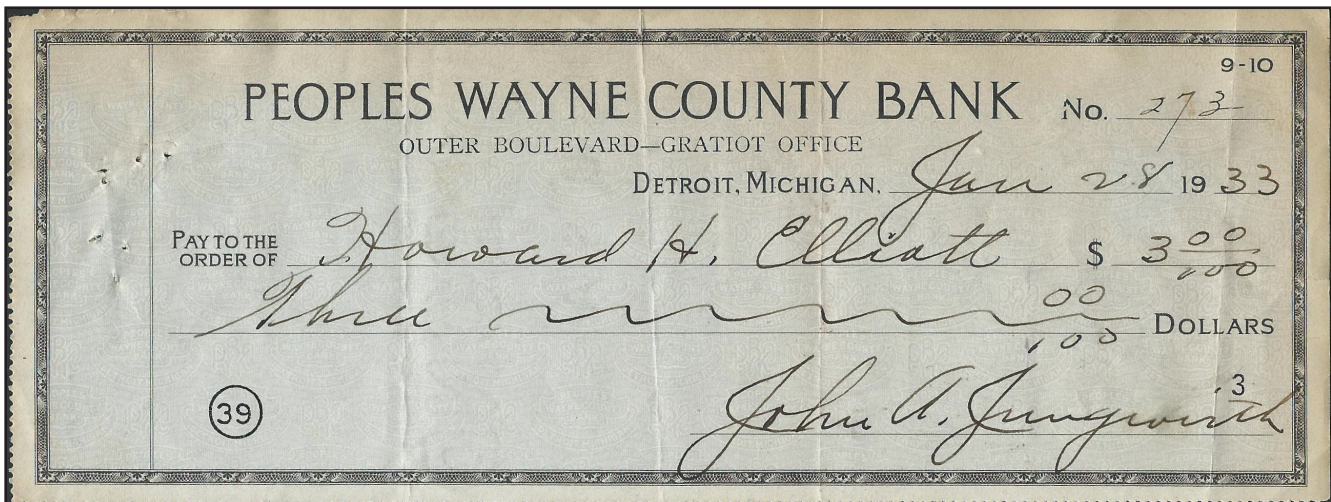 9-10
PEOPLES WAYNE COUNTY BANK No. 273
OUTER BOULEVARD—GRATIOT OFFICE
DETROIT, MICHIGAN, Jan 28 1933
PAY TO THE ORDER OF Howard H. Elliott $ 3 00/100
Three 00/100 DOLLARS
39
3
John A. Jungwirth